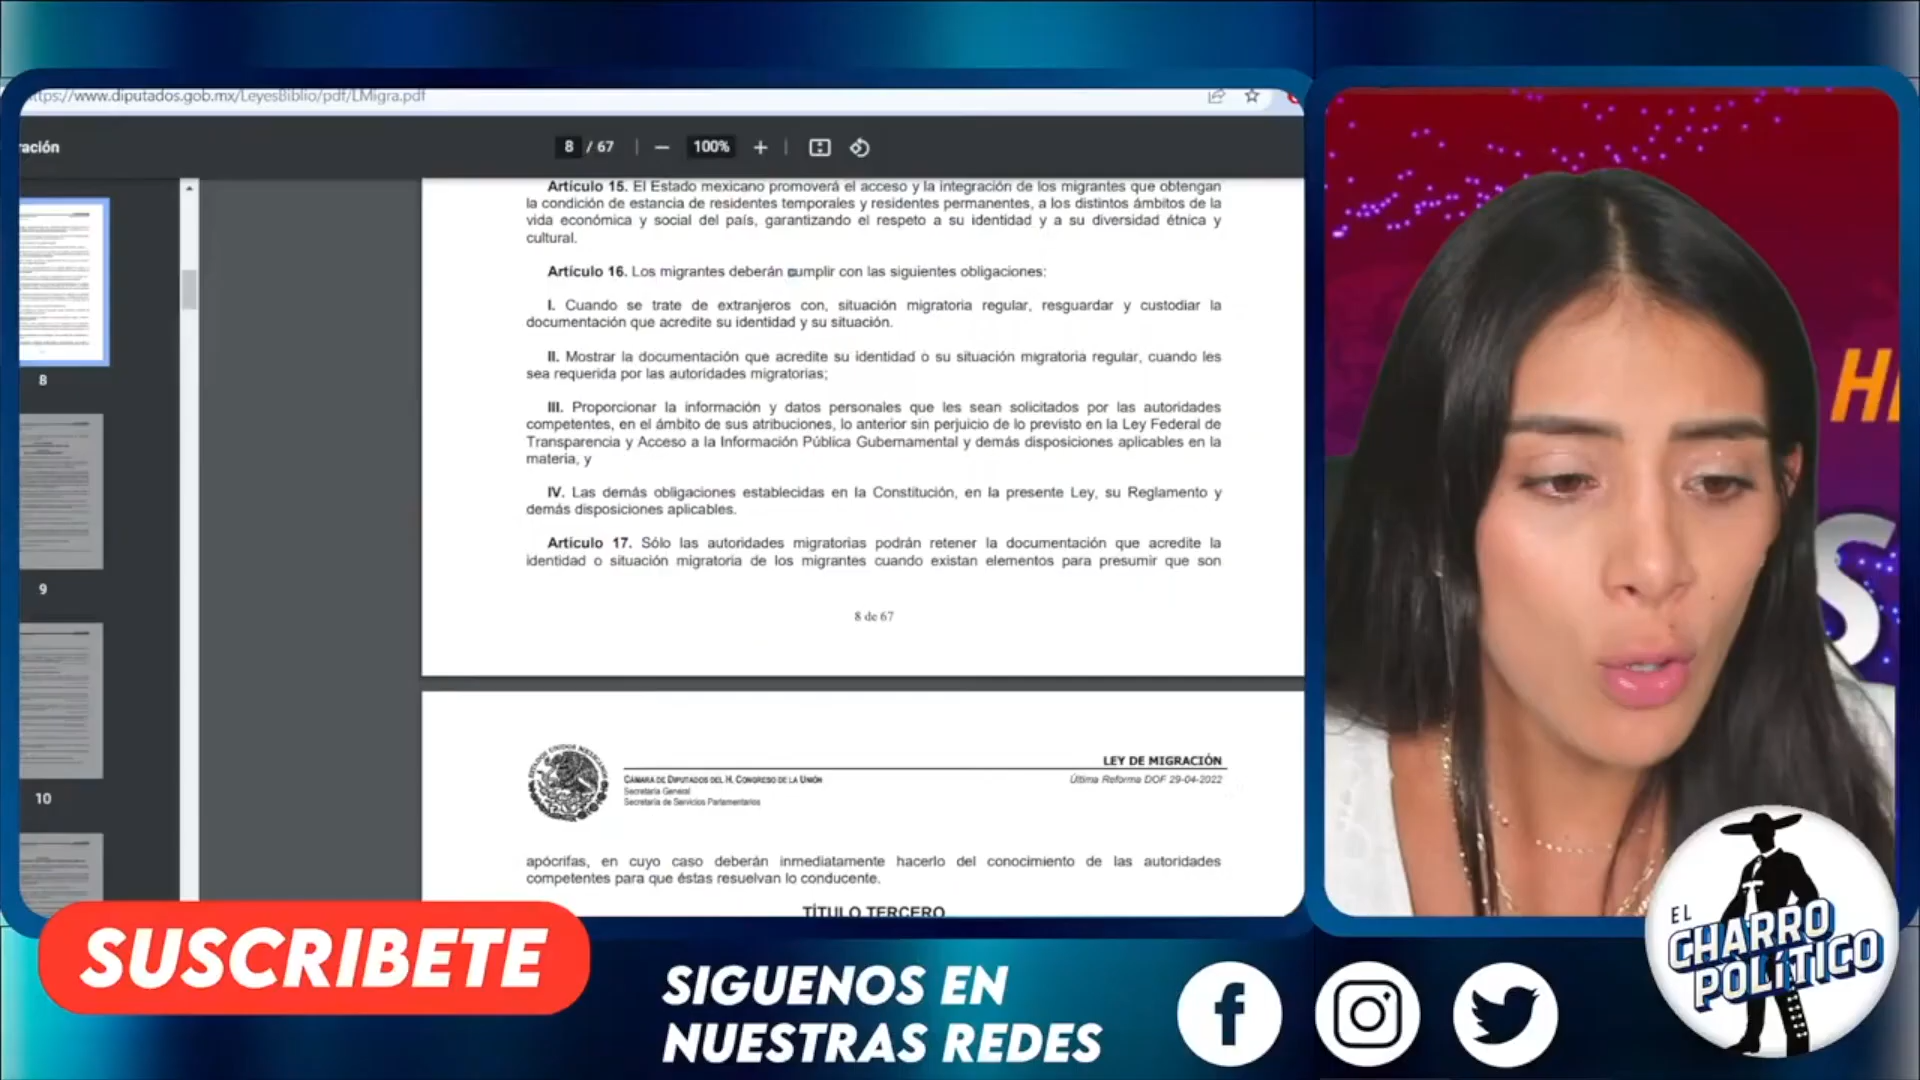 https://www.diputados.gob.mx/LeyesBiblio/pdf/LMigra.pdf
ración
8 / 67
100%
Artículo 15. El Estado mexicano promoverá el acceso y la integración de los migrantes que obtengan
la condición de estancia de residentes temporales y residentes permanentes, a los distintos ámbitos de la
vida económica y social del país, garantizando el respeto a su identidad y a su diversidad étnica y
cultural.
Artículo 16. Los migrantes deberán cumplir con las siguientes obligaciones:
I. Cuando se trate de extranjeros con, situación migratoria regular, resguardar y custodiar la
documentación que acredite su identidad y su situación.
II. Mostrar la documentación que acredite su identidad o su situación migratoria regular, cuando les
sea requerida por las autoridades migratorias;
III. Proporcionar la información y datos personales que les sean solicitados por las autoridades
competentes, en el ámbito de sus atribuciones, lo anterior sin perjuicio de lo previsto en la Ley Federal de
Transparencia y Acceso a la Información Pública Gubernamental y demás disposiciones aplicables en la
materia, y
IV. Las demás obligaciones establecidas en la Constitución, en la presente Ley, su Reglamento y
demás disposiciones aplicables.
Artículo 17. Sólo las autoridades migratorias podrán retener la documentación que acredite la
identidad o situación migratoria de los migrantes cuando existan elementos para presumir que son
8 de 67
8
9
10
ESTADOS UNIDOS MEXICANOS
LEY DE MIGRACIÓN
CÁMARA DE DIPUTADOS DEL H. CONGRESO DE LA UNIÓN
Última Reforma DOF 29-04-2022
Secretaría General
Secretaría de Servicios Parlamentarios
apócrifas, en cuyo caso deberán inmediatamente hacerlo del conocimiento de las autoridades
competentes para que éstas resuelvan lo conducente.
TÍTULO TERCERO
H
S
SUSCRIBETE
SIGUENOS EN
NUESTRAS REDES
EL
CHARRO
POLÍTICO